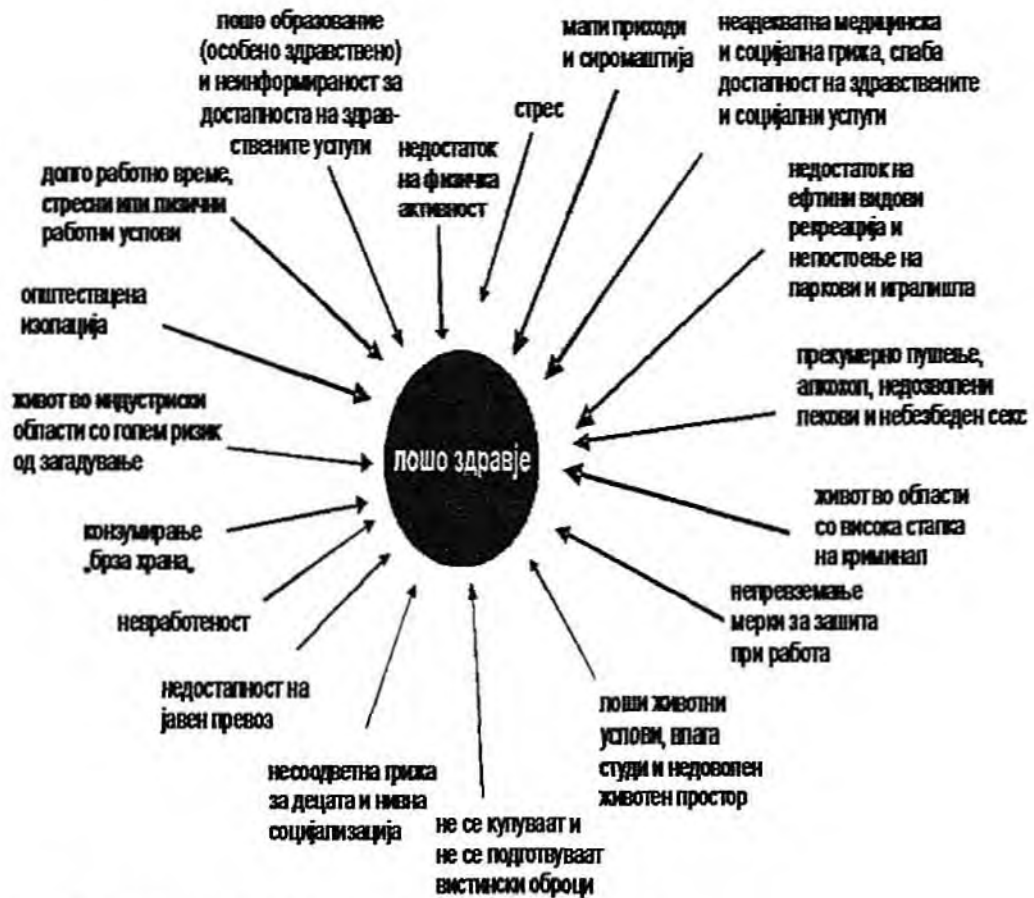 лошо образование
(особено здравствено)
и неинформираност за
достапноста на здрав-
ствените услуги
мали приходи
и сиромаштија
стрес
неадекватна медицинска
и социјална грижа, слаба
достапност на здравствените
и социјални услуги
недостаток
на физичка
активност
долго работно време,
стресни или лизични
работни услови
недостаток на
ефтини видови
рекреација и
непостоење на
паркови и игралишта
општествцена
изолација
прекумерно пушење,
алкохол, недозволени
лекови и небезбеден секс
живот во индустриски
области со голем ризик
од загадување
лошо здравје
живот во области
со висока стапка
на криминал
конзумирање
„брза храна„
непревземање
мерки за зашита
при работа
невработеност
недостапност на
јавен превоз
лоши животни
услови, влага
студи и недоволен
животен простор
несоодветна грижа
за децата и нивна
социјализација
не се купуваат и
не се подготвуваат
вистински оброци